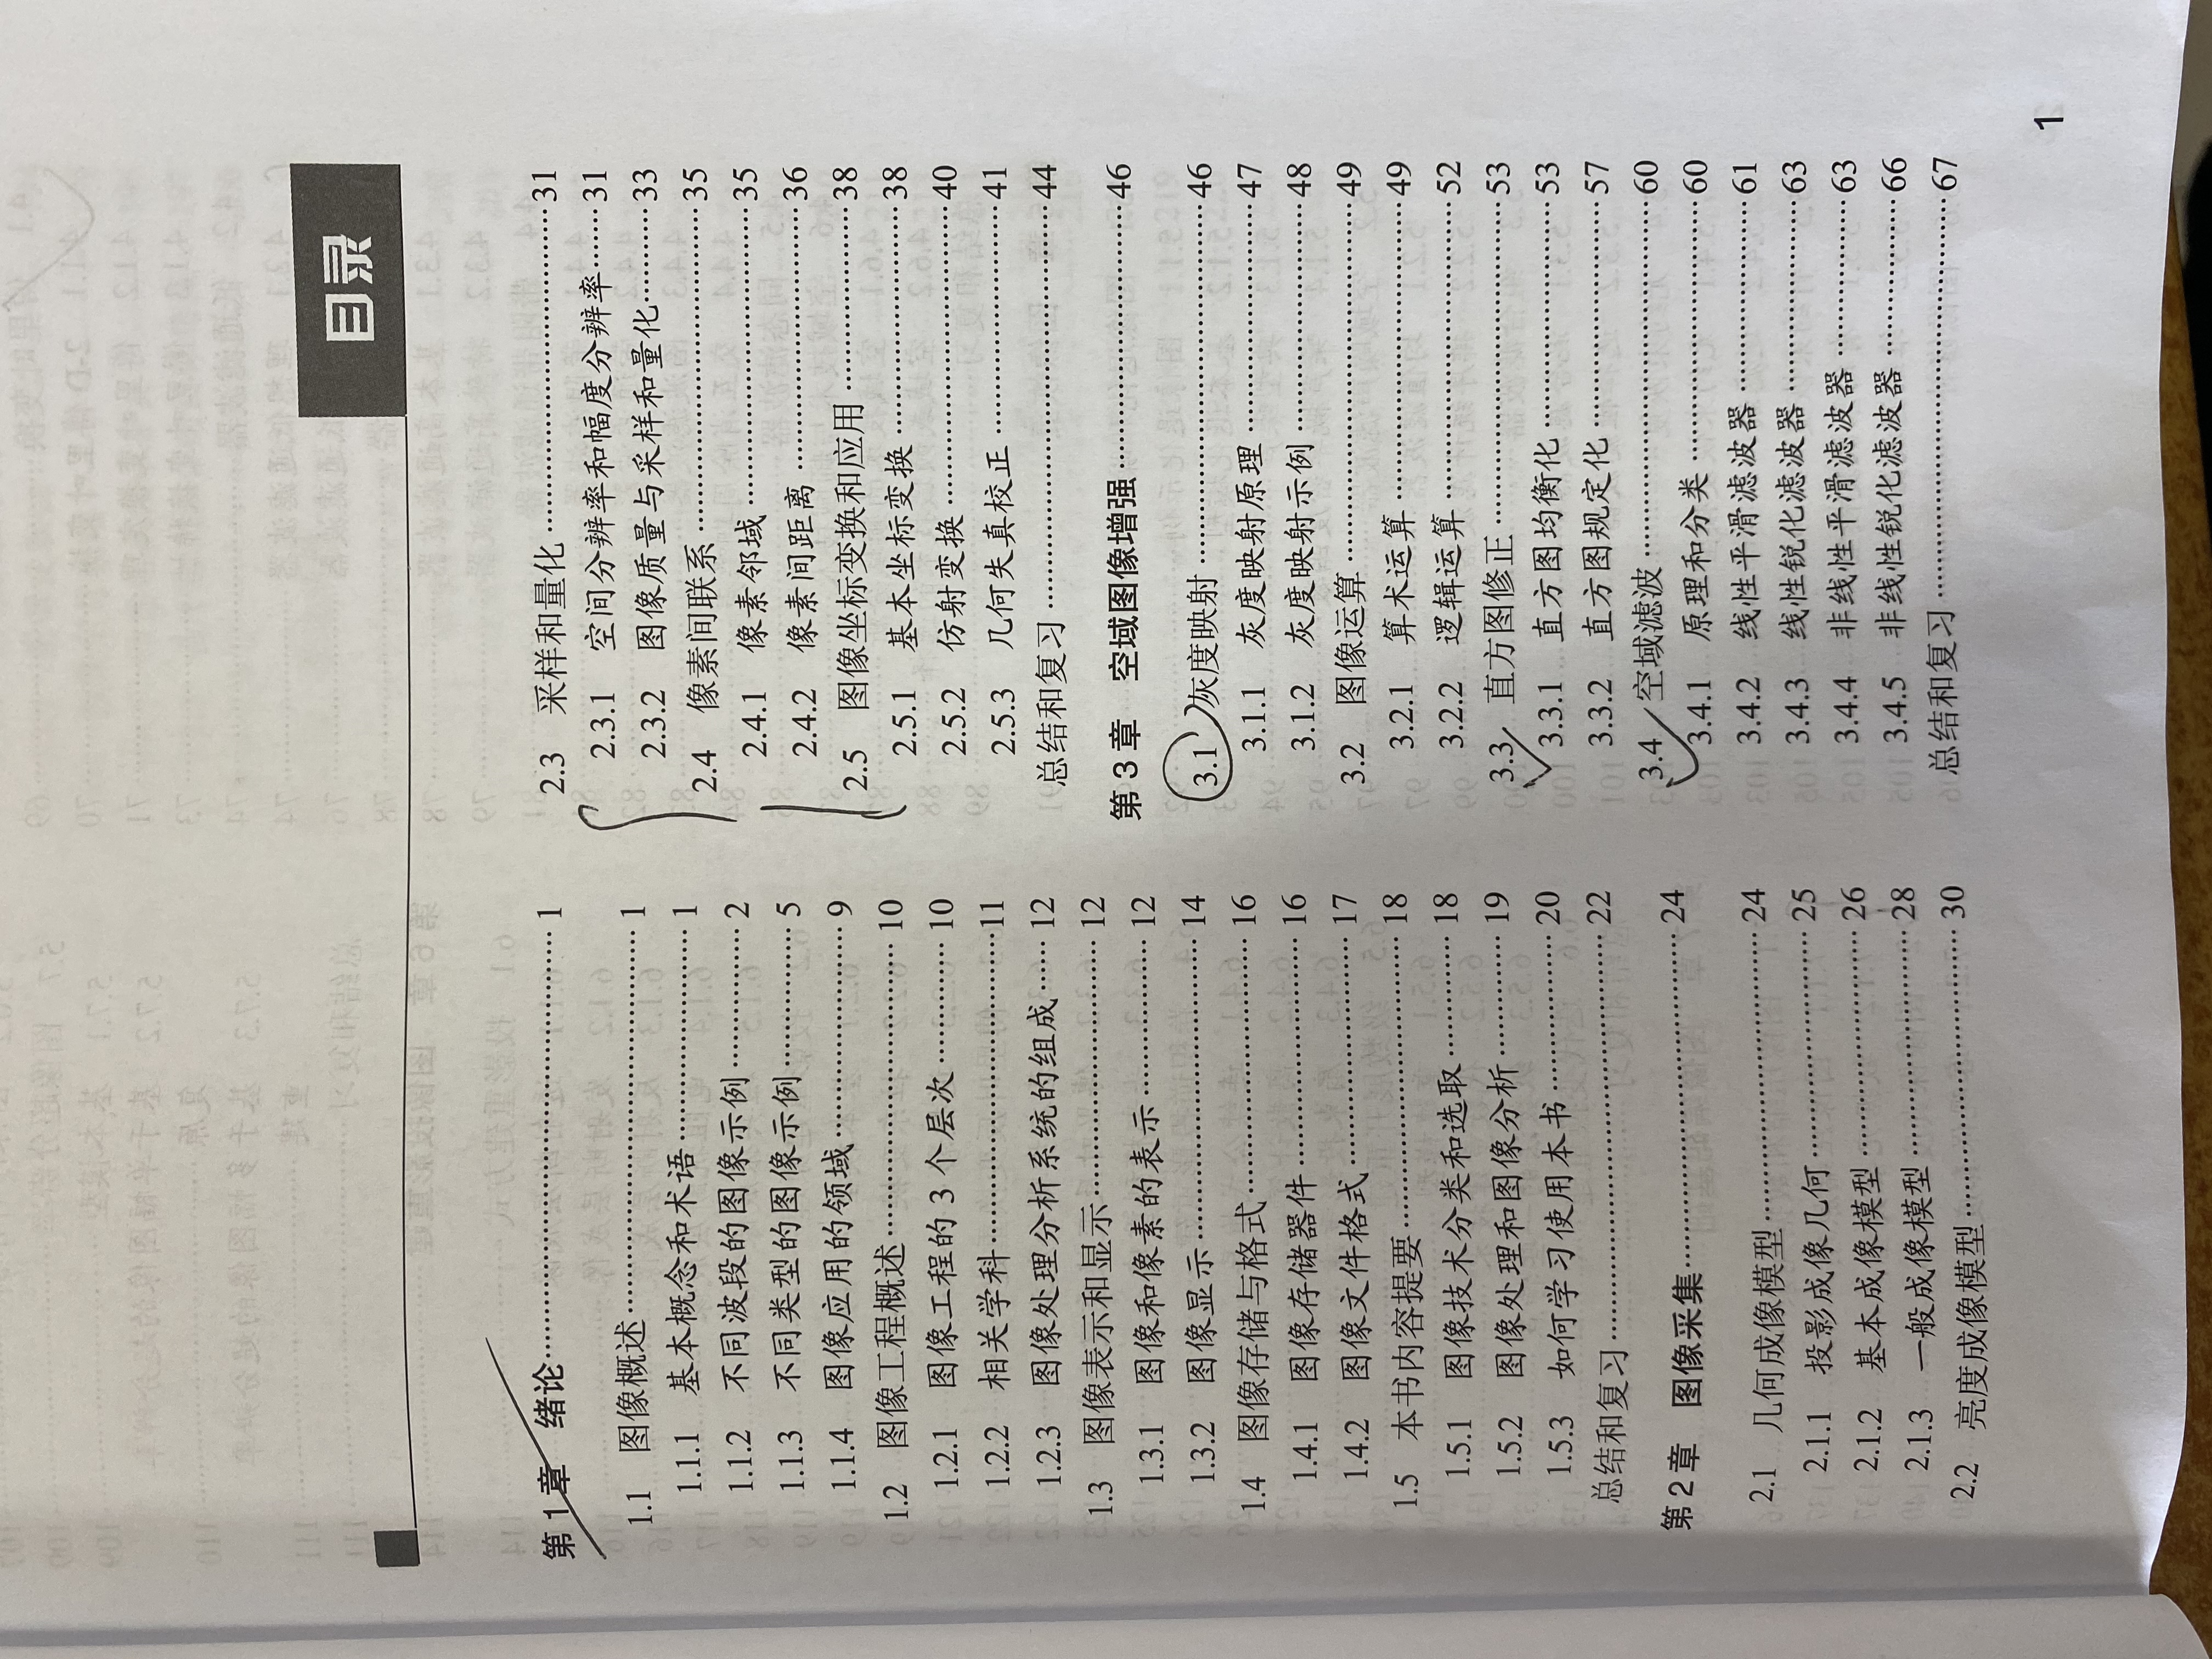 目录
第1章 绪论 1
1.1 图像概述 1
1.1.1 基本概念和术语 1
1.1.2 不同波段的图像示例 2
1.1.3 不同类型的图像示例 5
1.1.4 图像应用的领域 9
1.2 图像工程概述 10
1.2.1 图像工程的3个层次 10
1.2.2 相关学科 11
1.2.3 图像处理分析系统的组成 12
1.3 图像表示和显示 12
1.3.1 图像和像素的表示 12
1.3.2 图像显示 14
1.4 图像存储与格式 16
1.4.1 图像存储器件 16
1.4.2 图像文件格式 17
1.5 本书内容提要 18
1.5.1 图像技术分类和选取 18
1.5.2 图像处理和图像分析 19
1.5.3 如何学习使用本书 20
总结和复习 22
第2章 图像采集 24
2.1 几何成像模型 24
2.1.1 投影成像几何 25
2.1.2 基本成像模型 26
2.1.3 一般成像模型 28
2.2 亮度成像模型 30
2.3 采样和量化 31
2.3.1 空间分辨率和幅度分辨率 31
2.3.2 图像质量与采样和量化 33
2.4 像素间联系 35
2.4.1 像素邻域 35
2.4.2 像素间距离 36
2.5 图像坐标变换和应用 38
2.5.1 基本坐标变换 38
2.5.2 仿射变换 40
2.5.3 几何失真校正 41
总结和复习 44
第3章 空域图像增强 46
3.1 灰度映射 46
3.1.1 灰度映射原理 47
3.1.2 灰度映射示例 48
3.2 图像运算 49
3.2.1 算术运算 49
3.2.2 逻辑运算 52
3.3 直方图修正 53
3.3.1 直方图均衡化 53
3.3.2 直方图规定化 57
3.4 空域滤波 60
3.4.1 原理和分类 60
3.4.2 线性平滑滤波器 61
3.4.3 线性锐化滤波器 63
3.4.4 非线性平滑滤波器 63
3.4.5 非线性锐化滤波器 66
总结和复习 67
1